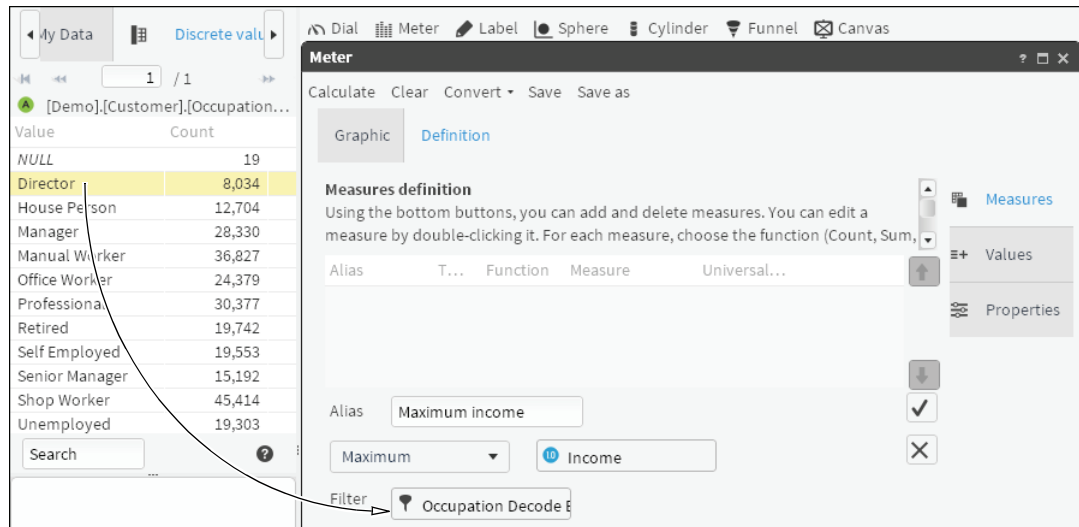 My Data Discrete valu
Dial Meter Label Sphere Cylinder Funnel Canvas
1 / 1
[Demo].[Customer].[Occupation...
Value Count
NULL 19
Director 8,034
House Person 12,704
Manager 28,330
Manual Worker 36,827
Office Worker 24,379
Professional 30,377
Retired 19,742
Self Employed 19,553
Senior Manager 15,192
Shop Worker 45,414
Unemployed 19,303
Search ?
Meter ?
Calculate Clear Convert Save Save as
Graphic Definition
Measures definition
Using the bottom buttons, you can add and delete measures. You can edit a
measure by double-clicking it. For each measure, choose the function (Count, Sum,
Alias T... Function Measure Universal...
Alias Maximum income
Maximum Income
Filter Occupation Decode E
Measures
Values
Properties